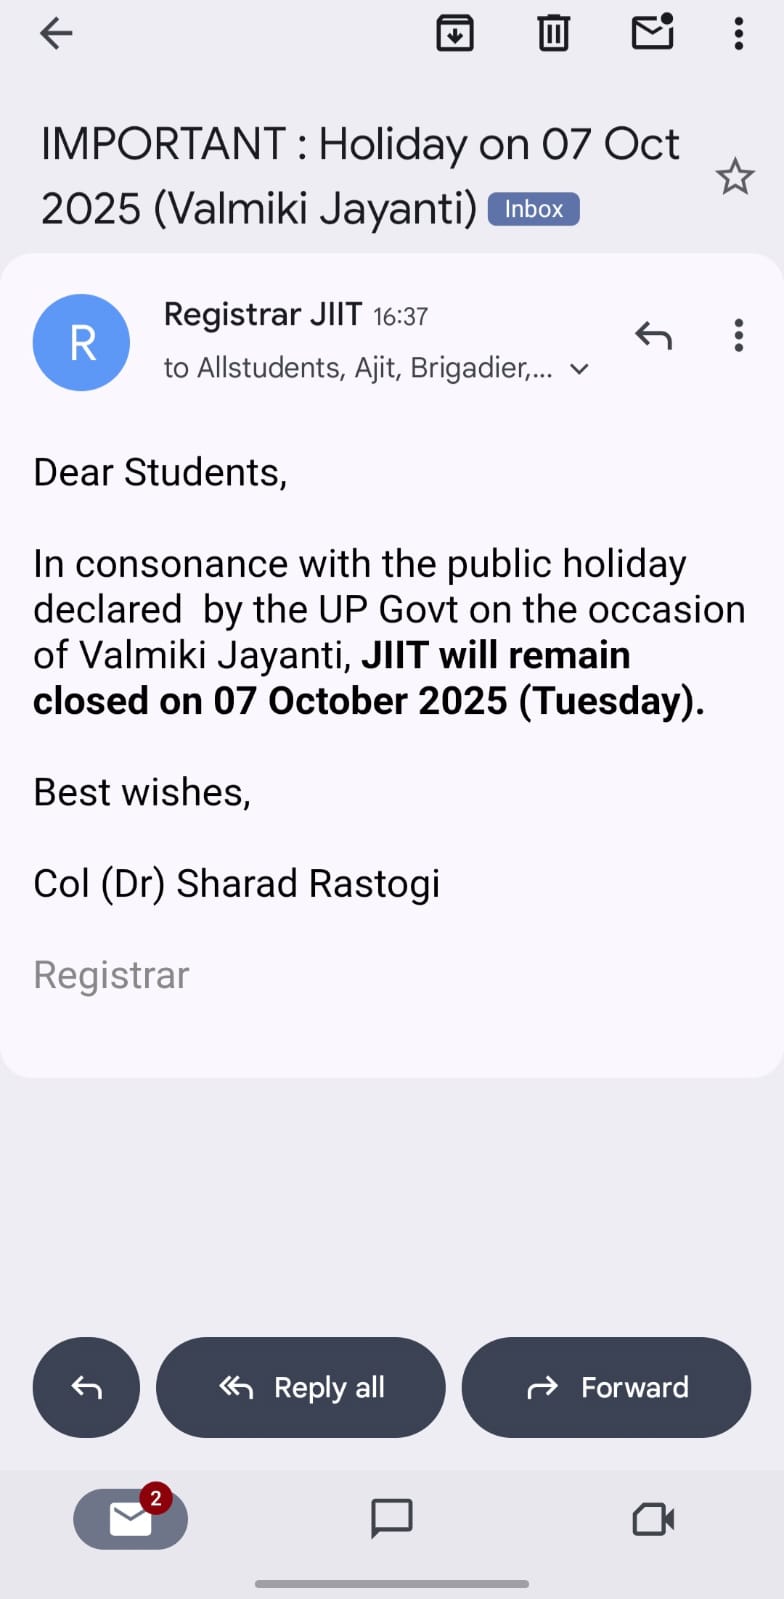 IMPORTANT : Holiday on 07 Oct
2025 (Valmiki Jayanti) Inbox
R
Registrar JIIT 16:37
to Allstudents, Ajit, Brigadier,...
Dear Students,
In consonance with the public holiday
declared  by the UP Govt on the occasion
of Valmiki Jayanti, JIIT will remain
closed on 07 October 2025 (Tuesday).
Best wishes,
Col (Dr) Sharad Rastogi
Registrar
Reply all
Forward
2